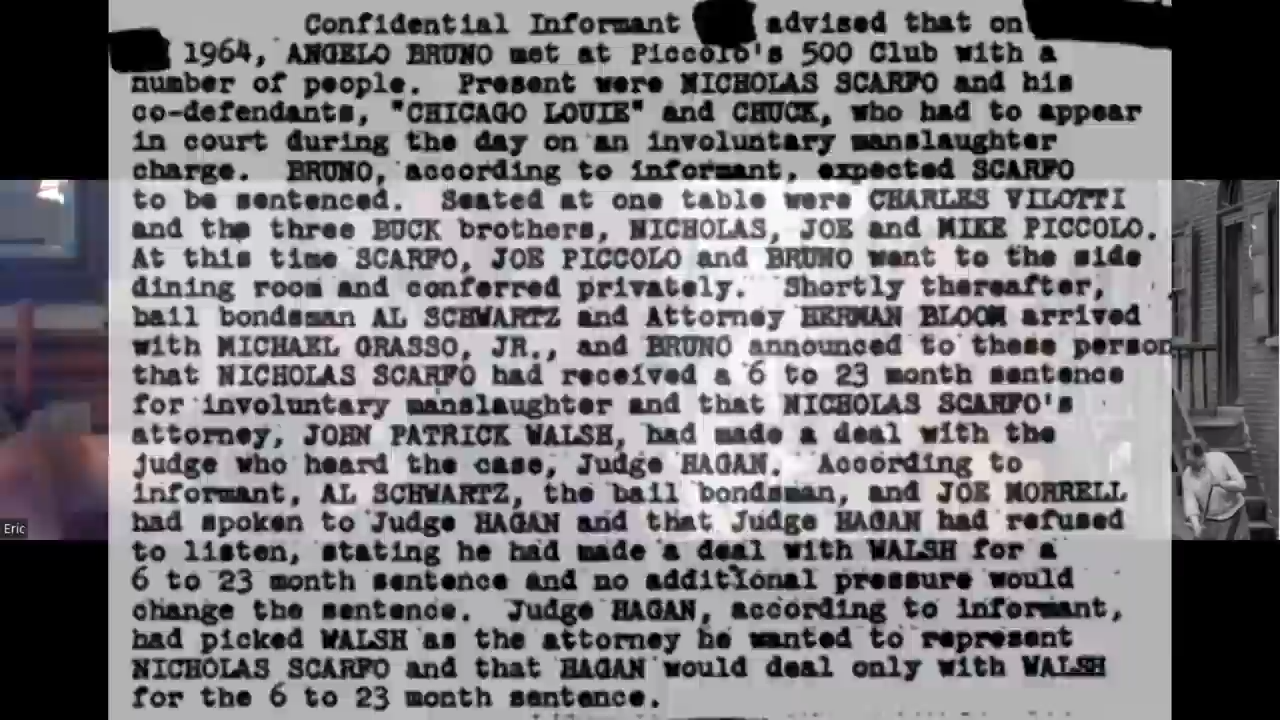 Confidential Informant advised that on
1964, ANGELO BRUNO met at Piccolo's 500 Club with a
number of people. Present were NICHOLAS SCARFO and his
co-defendants, "CHICAGO LOUIE" and CHUCK, who had to appear
in court during the day on an involuntary manslaughter
charge. BRUNO, according to informant, expected SCARFO
to be sentenced. Seated at one table were CHARLES VILOTTI
and the three BUCK brothers, NICHOLAS, JOE and MIKE PICCOLO.
At this time SCARFO, JOE PICCOLO and BRUNO went to the side
dining room and conferred privately. Shortly thereafter,
bail bondsman AL SCHWARTZ and Attorney HERMAN BLOOM arrived
with MICHAEL GRASSO, JR., and BRUNO announced to these person
that NICHOLAS SCARFO had received a 6 to 23 month sentence
for involuntary manslaughter and that NICHOLAS SCARFO's
attorney, JOHN PATRICK WALSH, had made a deal with the
judge who heard the case, Judge HAGAN. According to
informant, AL SCHWARTZ, the bail bondsman, and JOE MORRELL
had spoken to Judge HAGAN and that Judge HAGAN had refused
to listen, stating he had made a deal with WALSH for a
6 to 23 month sentence and no additional pressure would
change the sentence. Judge HAGAN, according to informant,
had picked WALSH as the attorney he wanted to represent
NICHOLAS SCARFO and that HAGAN would deal only with WALSH
for the 6 to 23 month sentence.
Eric